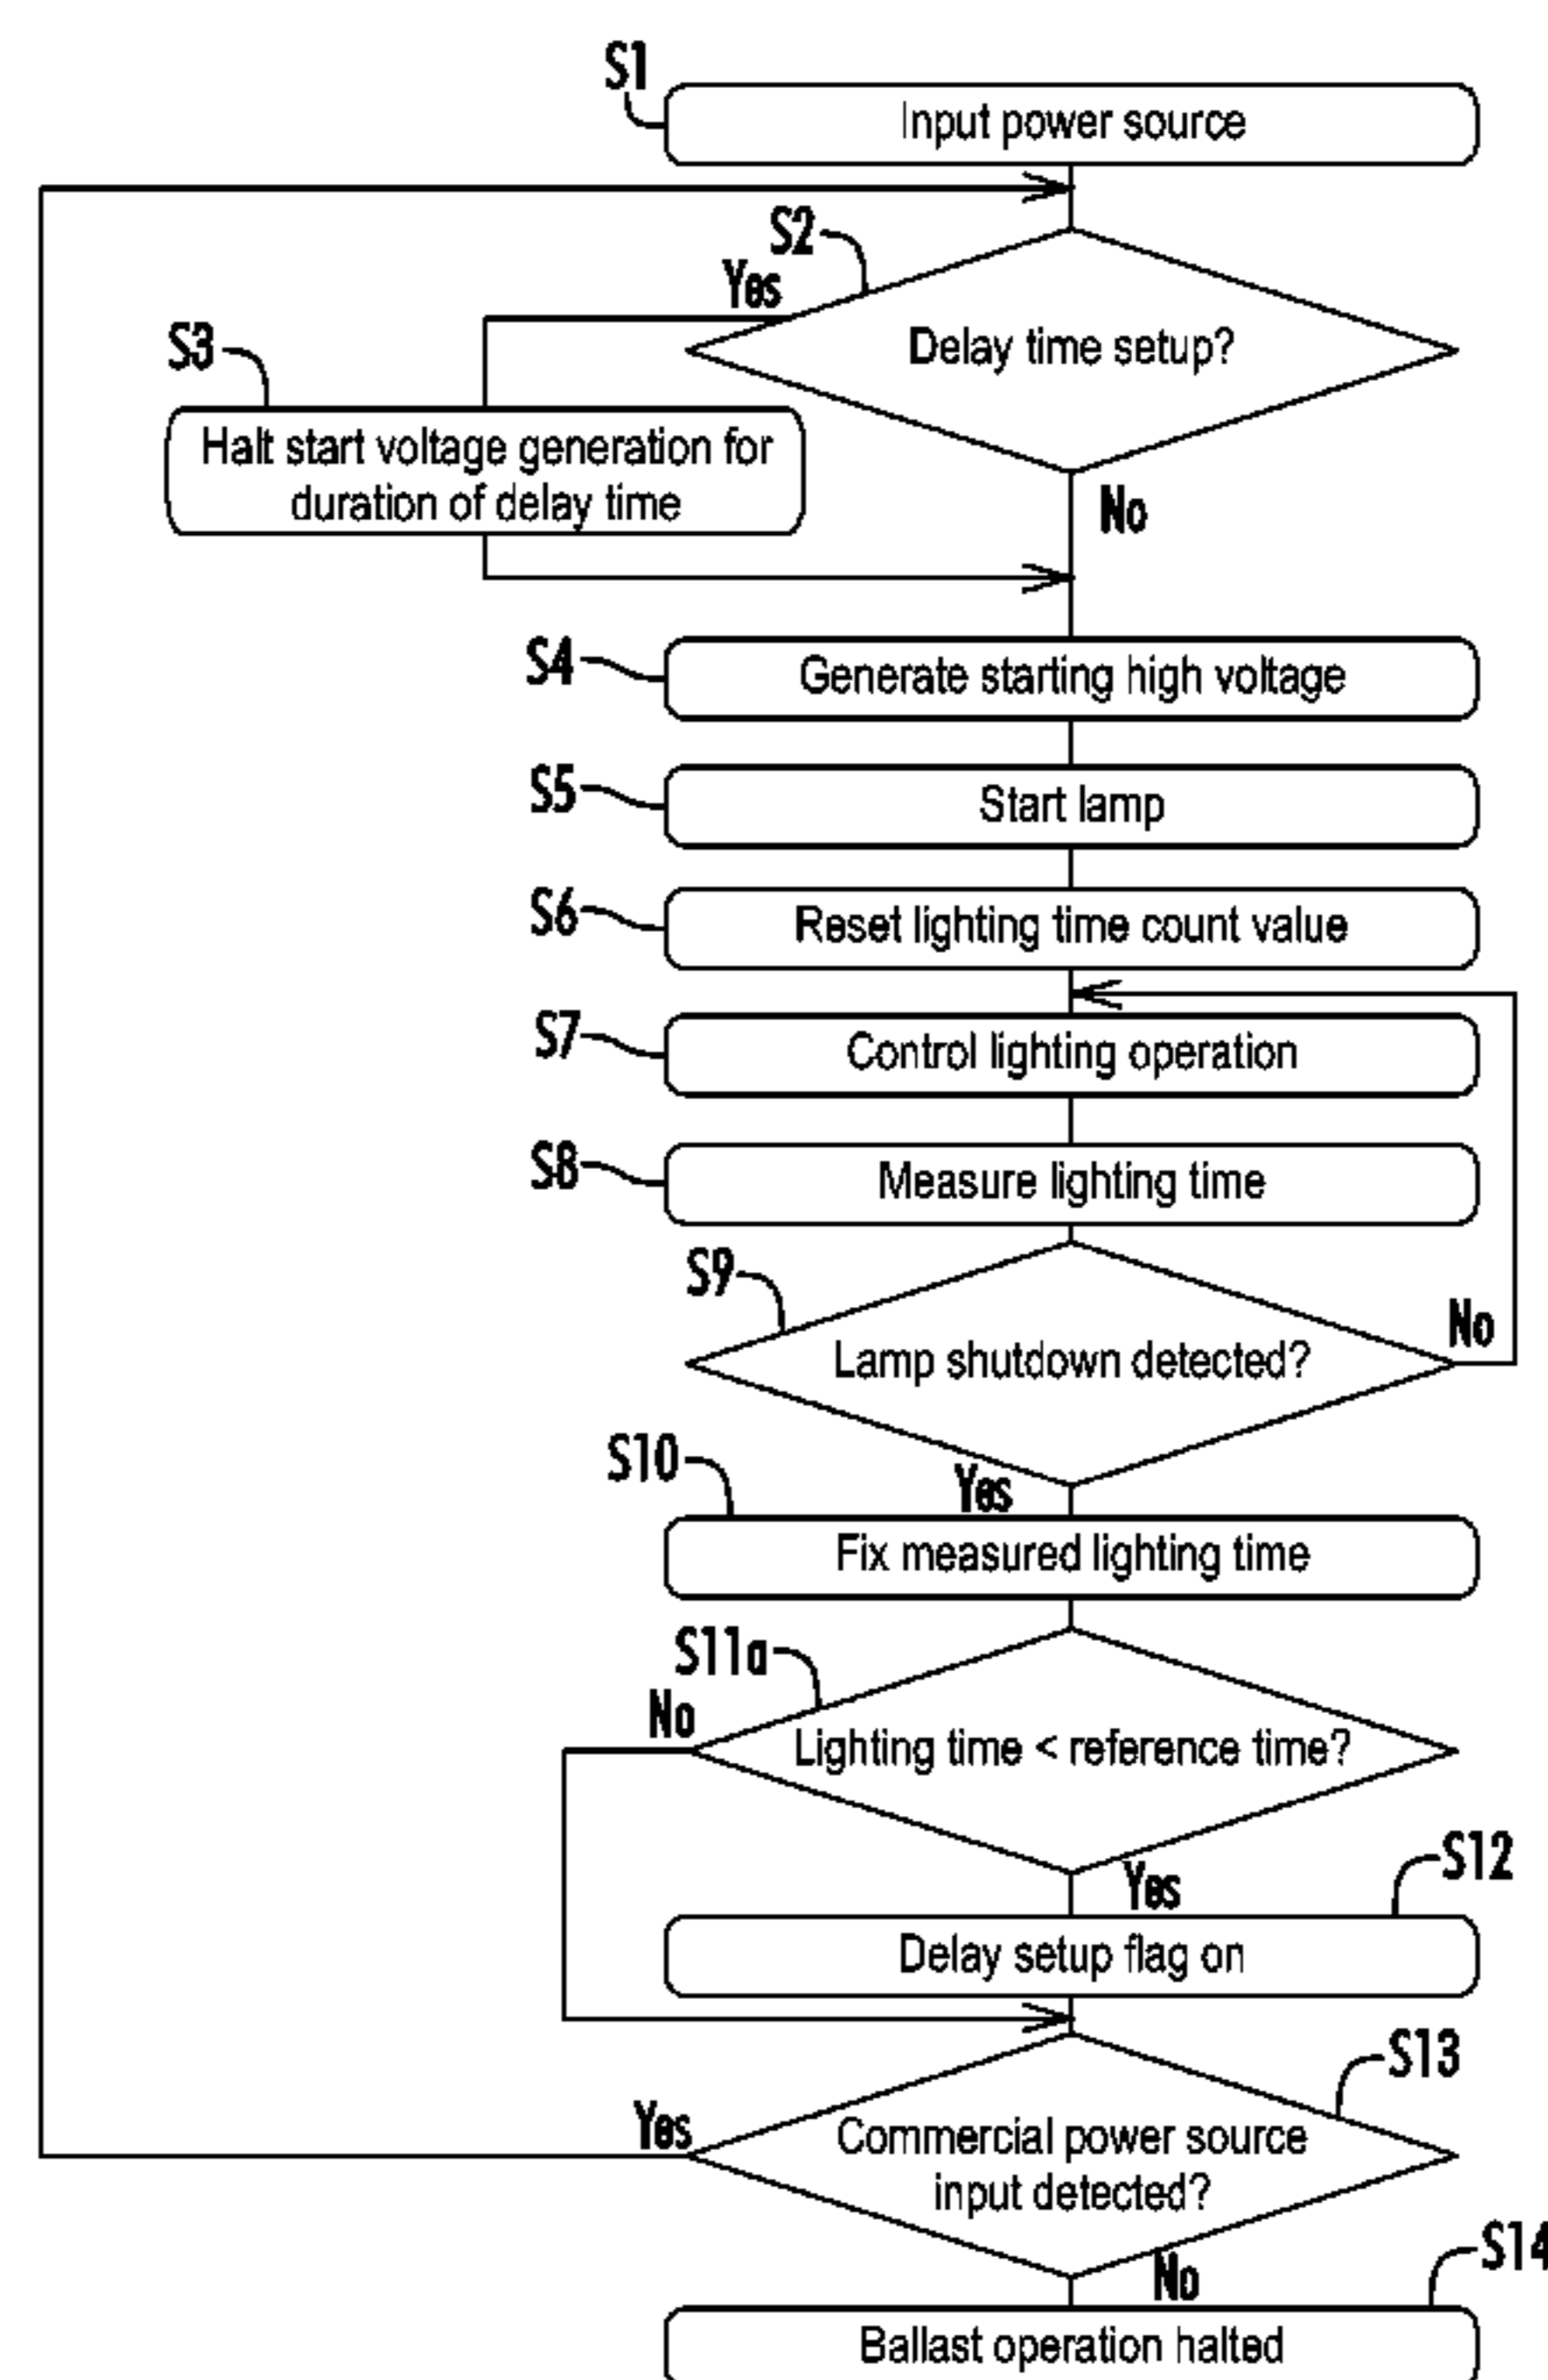 S1
Input power source
S2
Yes
Delay time setup?
S3
Halt start voltage generation for
duration of delay time
No
S4
Generate starting high voltage
S5
Start lamp
S6
Reset lighting time count value
S7
Control lighting operation
S8
Measure lighting time
S9
No
Lamp shutdown detected?
S10
Yes
Fix measured lighting time
S11a
No
Lighting time < reference time?
S12
Yes
Delay setup flag on
S13
Yes
Commercial power source
input detected?
S14
No
Ballast operation halted